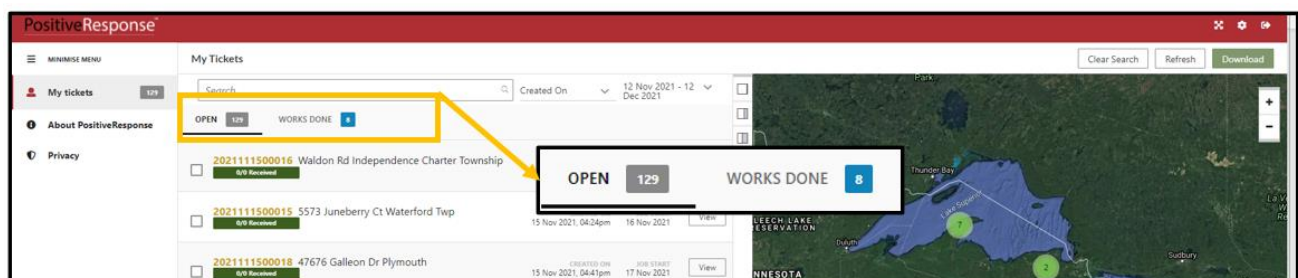 PositiveResponse
MINIMISE MENU
My Tickets
Clear Search
Refresh
Download
My tickets 129
About PositiveResponse
Privacy
Search
Created On
12 Nov 2021 - 12
Dec 2021
OPEN 129 WORKS DONE 8
2021111500016 Waldon Rd Independence Charter Township
0/0 Received
2021111500015 5573 Juneberry Ct Waterford Twp
0/0 Received
15 Nov 2021, 04:24pm 16 Nov 2021 View
2021111500018 47676 Galleon Dr Plymouth
0/0 Received
CREATED ON JOB START
15 Nov 2021, 04:41pm 17 Nov 2021 View
OPEN 129 WORKS DONE 8
Park
+
-
Thunder Bay
Lake Superior
LEECH LAKE
RESERVATION
7
Duluth
2
Sudbury
La V
NNESOTA